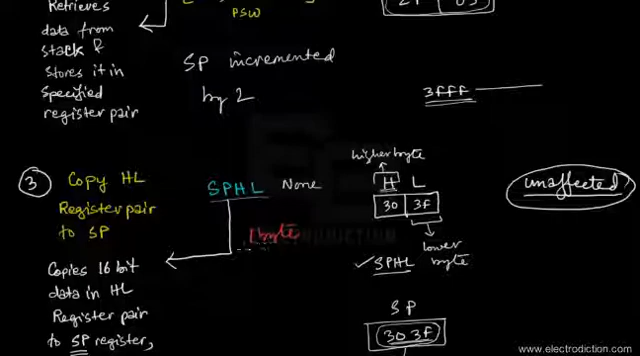 Retrieves
data from
stack &
stores it in
specified
register pair
PSW
SP incremented
by 2
3fff
3
Copy HL
Register pair
to SP
SPHL None
1 byte
higher byte
H L
30 3f
lower
byte
SPHL
unaffected
Copies 16 bit
data in HL
Register pair
to SP register,
SP
303f
www.electrodiction.com